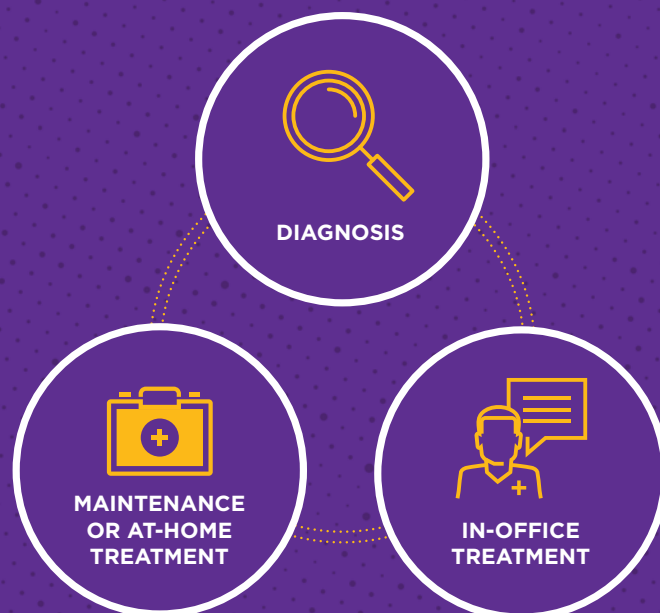 DIAGNOSIS
MAINTENANCE
OR AT-HOME
TREATMENT
IN-OFFICE
TREATMENT